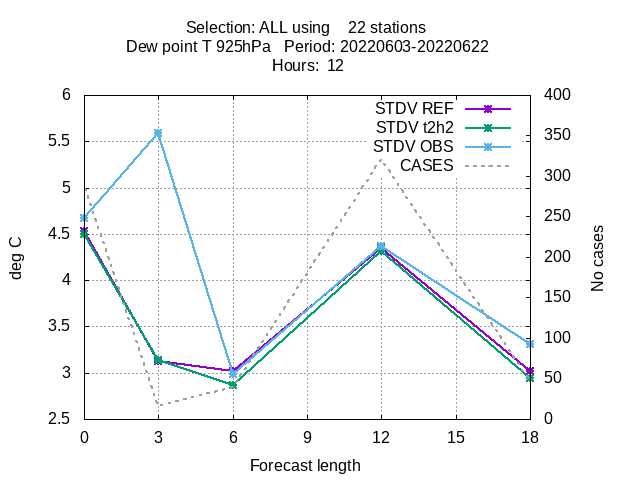 Selection: ALL using 22 stations
Dew point T 925hPa Period: 20220603-20220622
Hours: 12
STDV REF
STDV t2h2
STDV OBS
CASES
6
5.5
5
4.5
4
3.5
3
2.5
deg C
400
350
300
250
200
150
100
50
0
No cases
0 3 6 9 12 15 18
Forecast length